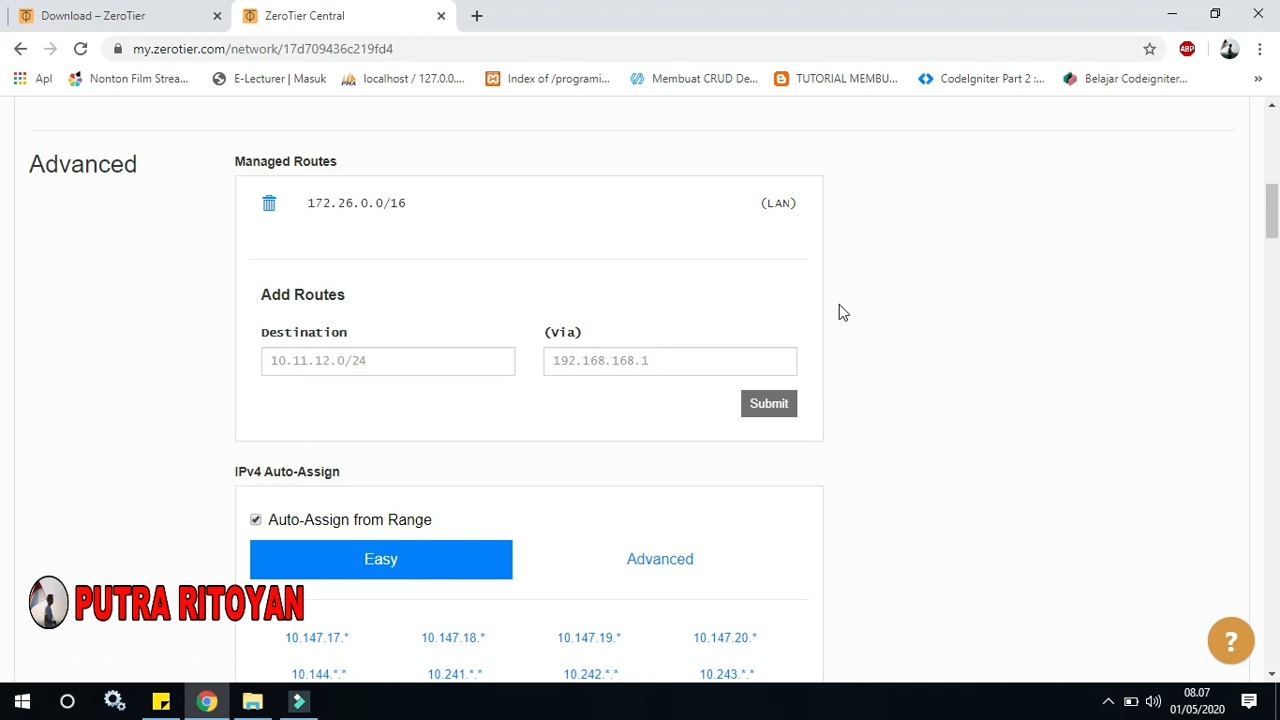 Download – ZeroTier
ZeroTier Central
my.zerotier.com/network/17d709436c219fd4
ABP
Apl
Nonton Film Strea...
E-Lecturer | Masuk
localhost / 127.0.0....
Index of /programi...
Membuat CRUD De...
TUTORIAL MEMBU...
CodeIgniter Part 2 :...
Belajar Codeigniter...
»
Advanced
Managed Routes
172.26.0.0/16
(LAN)
Add Routes
Destination
(via)
10.11.12.0/24
192.168.168.1
Submit
IPv4 Auto-Assign
Auto-Assign from Range
Easy
Advanced
PUTRA RITOYAN
10.147.17.*
10.147.18.*
10.147.19.*
10.147.20.*
?
10.144.*.*
10.241.*.*
10.242.*.*
10.243.*.*
08.07
01/05/2020